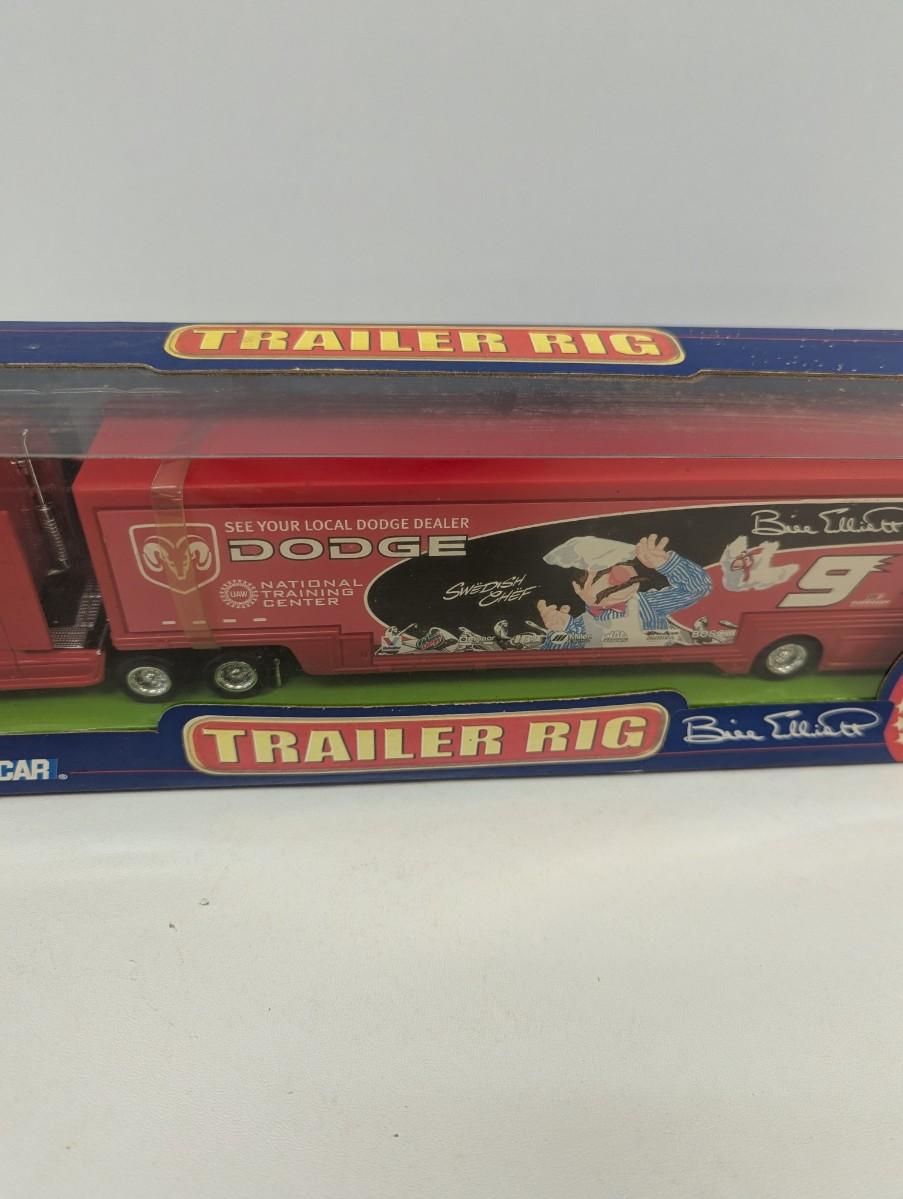 TRAILER RIG
SEE YOUR LOCAL DODGE DEALER
DODGE
UAW
NATIONAL
TRAINING
CENTER
SWEDISH
CHEF
Bill Elliott
9
TRAILER RIG
Bill Elliott
CAR®